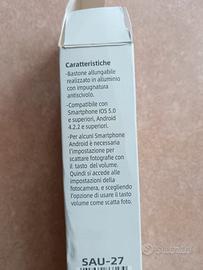 Caratteristiche
-Bastone allungabile
realizzato in alluminio
con impugnatura
antiscivolo.
-Compatibile con
Smartphone IOS 5.0
e superiori, Android
4.2.2 e superiori.
-Per alcuni Smartphone
Android è necessaria
l'impostazione per
scattare fotografie con
il tasto del volume.
Quindi si accede alle
impostazioni della
fotocamera, e scegliendo
l'opzione di usare il tasto
volume come scatta foto.
SAU-27
Subito